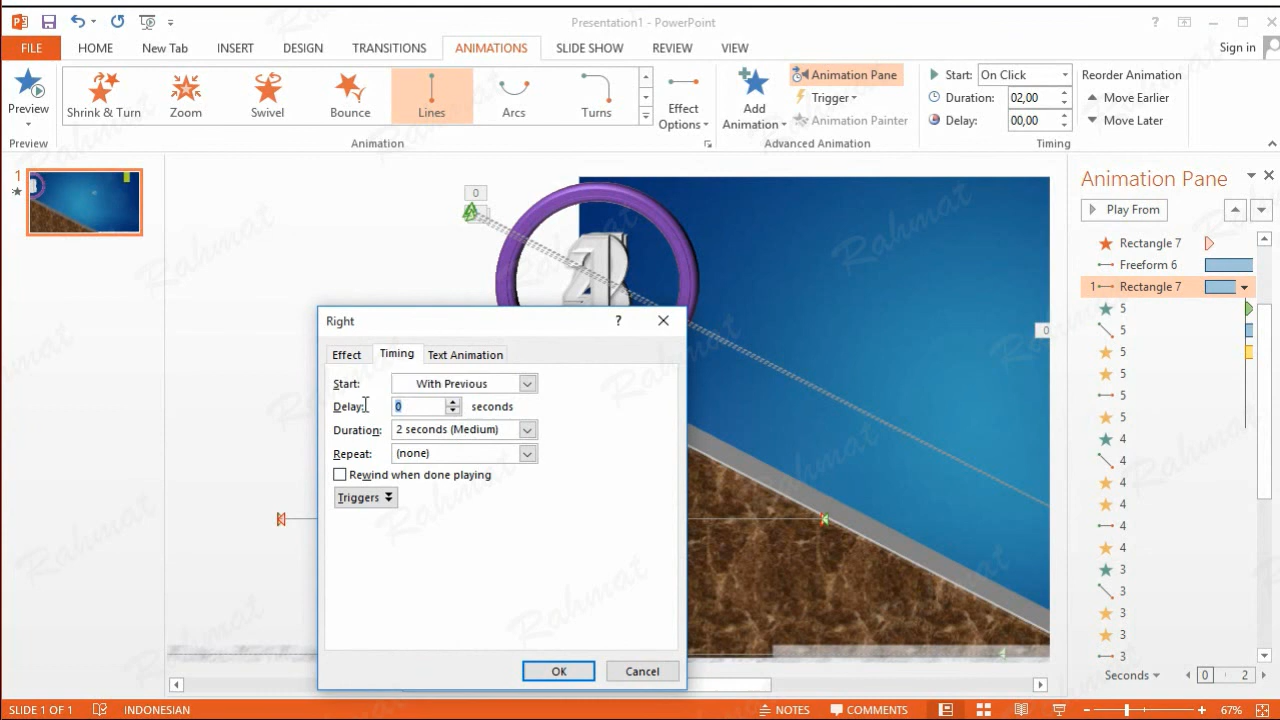 Presentation1 - PowerPoint
FILE HOME New Tab INSERT DESIGN TRANSITIONS ANIMATIONS SLIDE SHOW REVIEW VIEW Sign in
Preview
Shrink & Turn Zoom Swivel Bounce Lines Arcs Turns
Effect Options
Add Animation
Animation Pane
Trigger
Animation Painter
Start: On Click
Duration: 02,00
Delay: 00,00
Reorder Animation
Move Earlier
Move Later
Preview Animation Advanced Animation Timing
1
0
0
Animation Pane
Play From
Rectangle 7
Freeform 6
1 Rectangle 7
5
5
5
5
5
5
4
4
4
4
4
4
3
3
3
3
3
Seconds 0 2
Right
Effect Timing Text Animation
Start: With Previous
Delay: 0 seconds
Duration: 2 seconds (Medium)
Repeat: (none)
Rewind when done playing
Triggers
OK Cancel
SLIDE 1 OF 1 INDONESIAN NOTES COMMENTS 67%
Rahmat